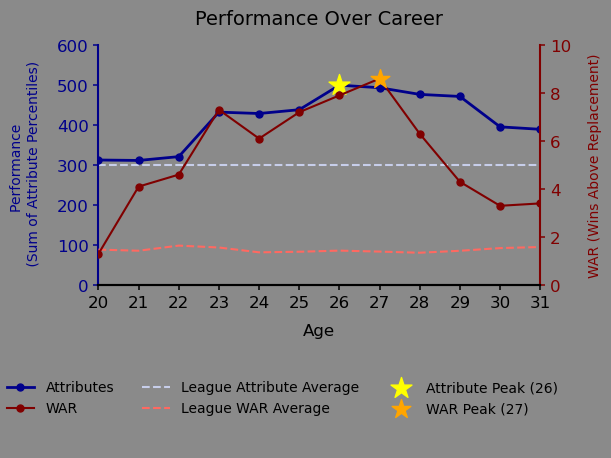 Performance Over Career
Performance
(Sum of Attribute Percentiles)
600
500
400
300
200
100
0
10
8
6
4
2
0
WAR (Wins Above Replacement)
20 21 22 23 24 25 26 27 28 29 30 31
Age
Attributes
WAR
League Attribute Average
League WAR Average
Attribute Peak (26)
WAR Peak (27)